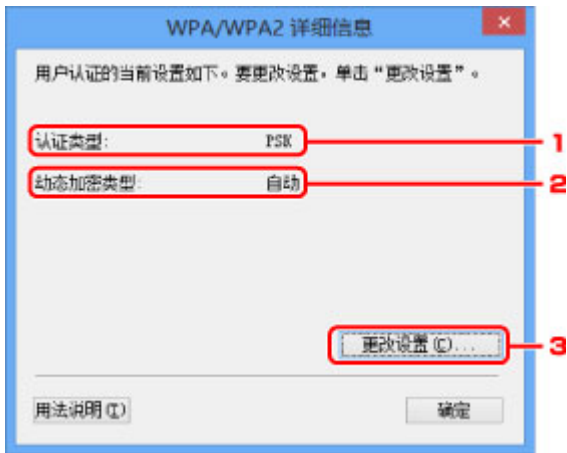 WPA/WPA2 详细信息
用户认证的当前设置如下。要更改设置，单击“更改设置”。
认证类型: PSK 1
动态加密类型: 自动 2
更改设置(C)... 3
用法说明(I) 确定